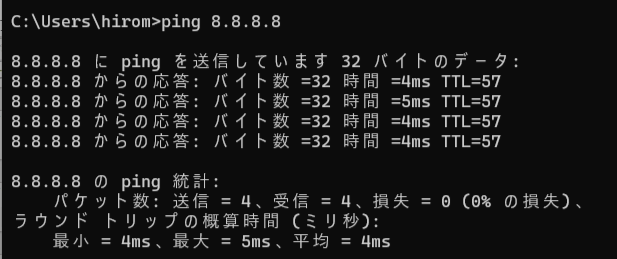 C:\Users\hirom>ping 8.8.8.8
8.8.8.8 に ping を送信しています 32 バイトのデータ:
8.8.8.8 からの応答: バイト数 =32 時間 =4ms TTL=57
8.8.8.8 からの応答: バイト数 =32 時間 =5ms TTL=57
8.8.8.8 からの応答: バイト数 =32 時間 =4ms TTL=57
8.8.8.8 からの応答: バイト数 =32 時間 =4ms TTL=57
8.8.8.8 の ping 統計:
パケット数: 送信 = 4、受信 = 4、損失 = 0 (0% の損失)、
ラウンド トリップの概算時間 (ミリ秒):
最小 = 4ms、最大 = 5ms、平均 = 4ms